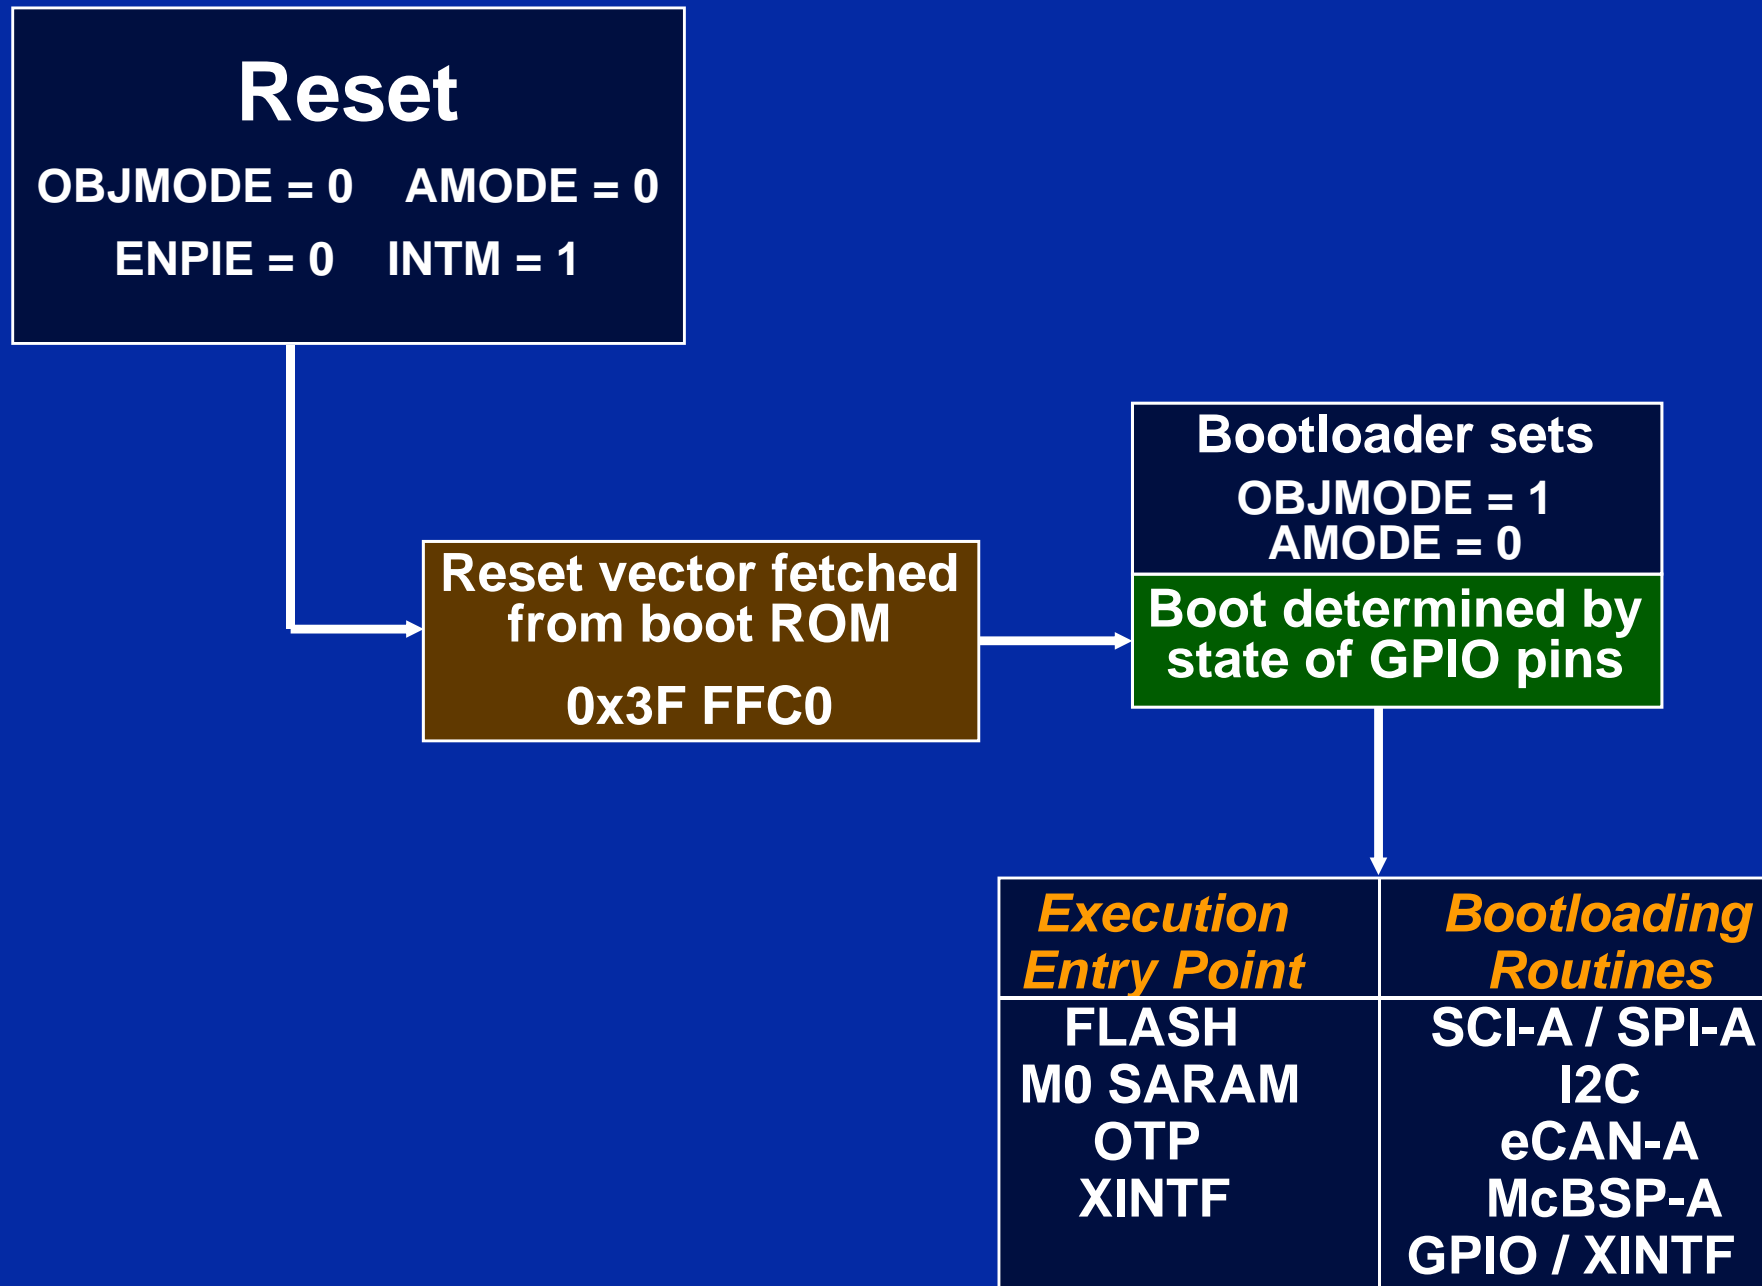 Reset
OBJMODE = 0 AMODE = 0
ENPIE = 0 INTM = 1
Reset vector fetched
from boot ROM
0x3F FFC0
Bootloader sets
OBJMODE = 1
AMODE = 0
Boot determined by
state of GPIO pins
Execution
Entry Point
FLASH
M0 SARAM
OTP
XINTF
Bootloading
Routines
SCI-A / SPI-A
I2C
eCAN-A
McBSP-A
GPIO / XINTF